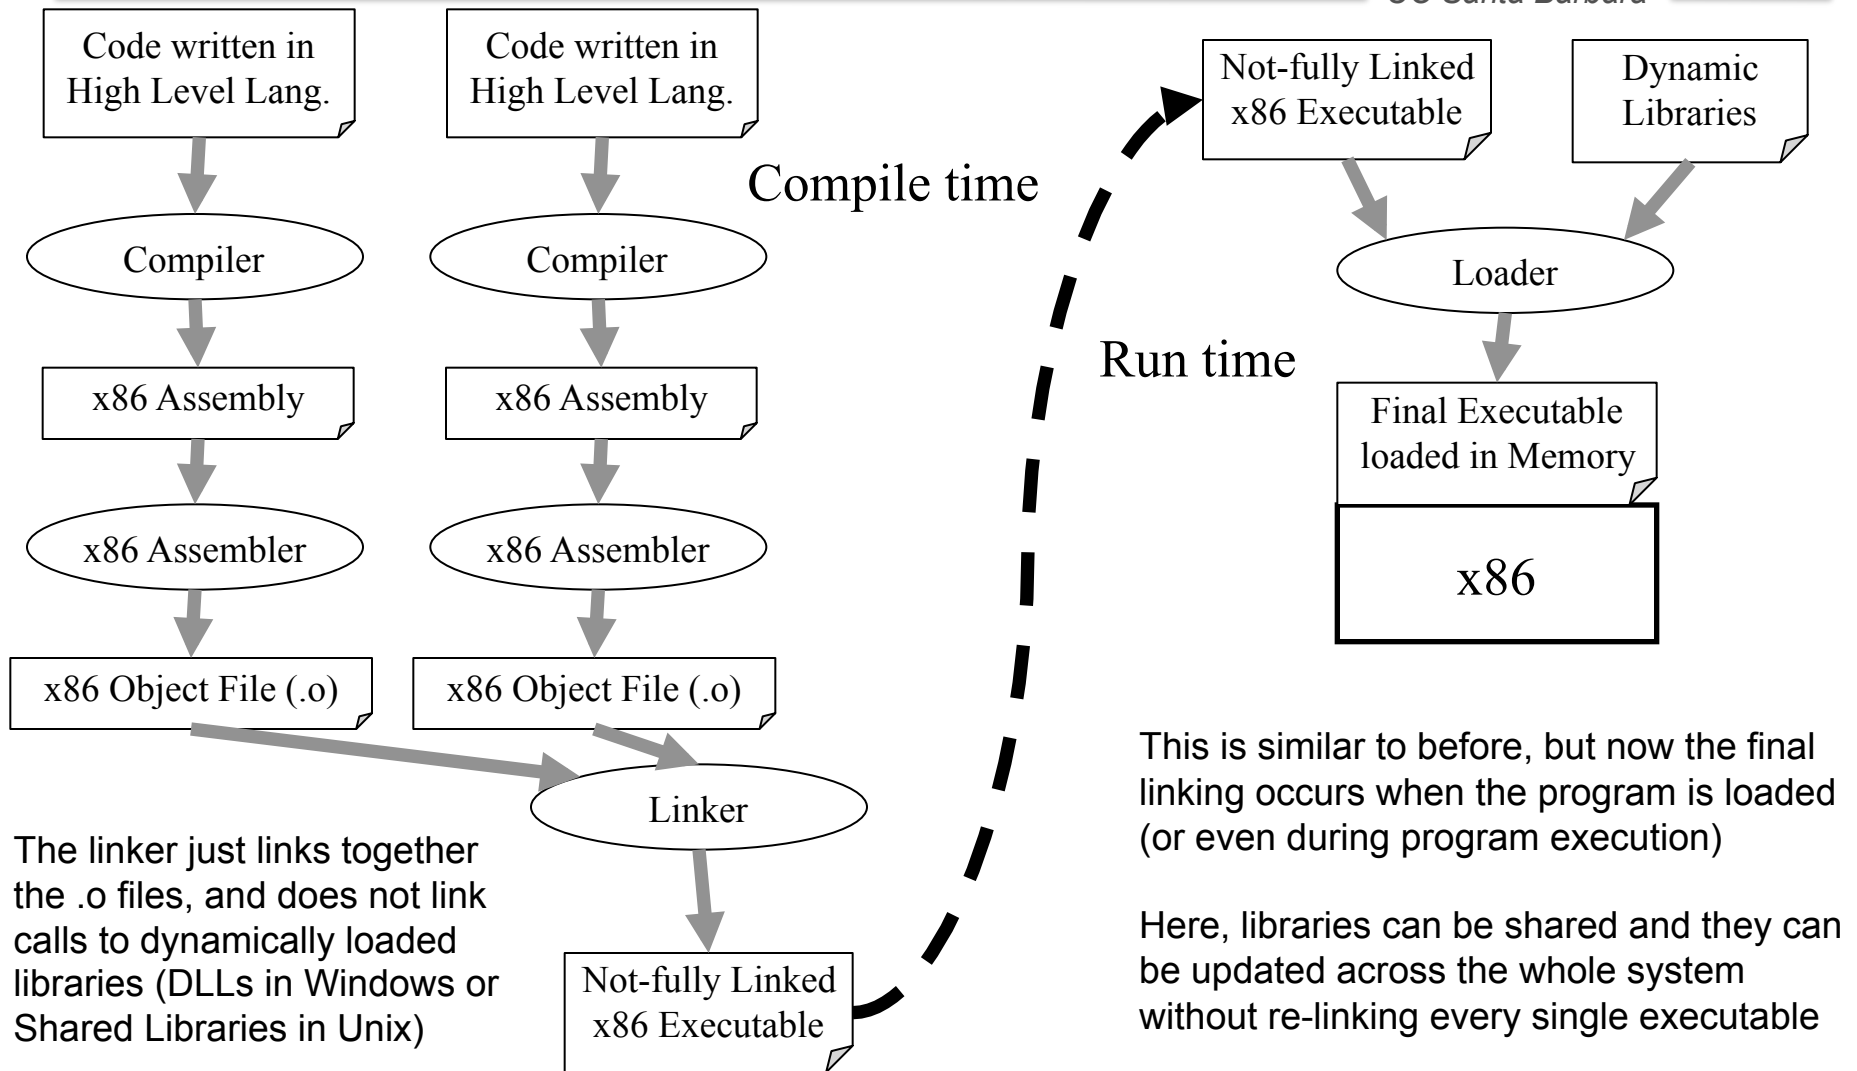 UC Santa Barbara
Code written in
High Level Lang.
Compiler
x86 Assembly
x86 Assembler
x86 Object File (.o)
Code written in
High Level Lang.
Compiler
x86 Assembly
x86 Assembler
x86 Object File (.o)
Linker
Not-fully Linked
x86 Executable
The linker just links together
the .o files, and does not link
calls to dynamically loaded
libraries (DLLs in Windows or
Shared Libraries in Unix)
Compile time
Run time
Not-fully Linked
x86 Executable
Dynamic
Libraries
Loader
Final Executable
loaded in Memory
x86
This is similar to before, but now the final
linking occurs when the program is loaded
(or even during program execution)
Here, libraries can be shared and they can
be updated across the whole system
without re-linking every single executable